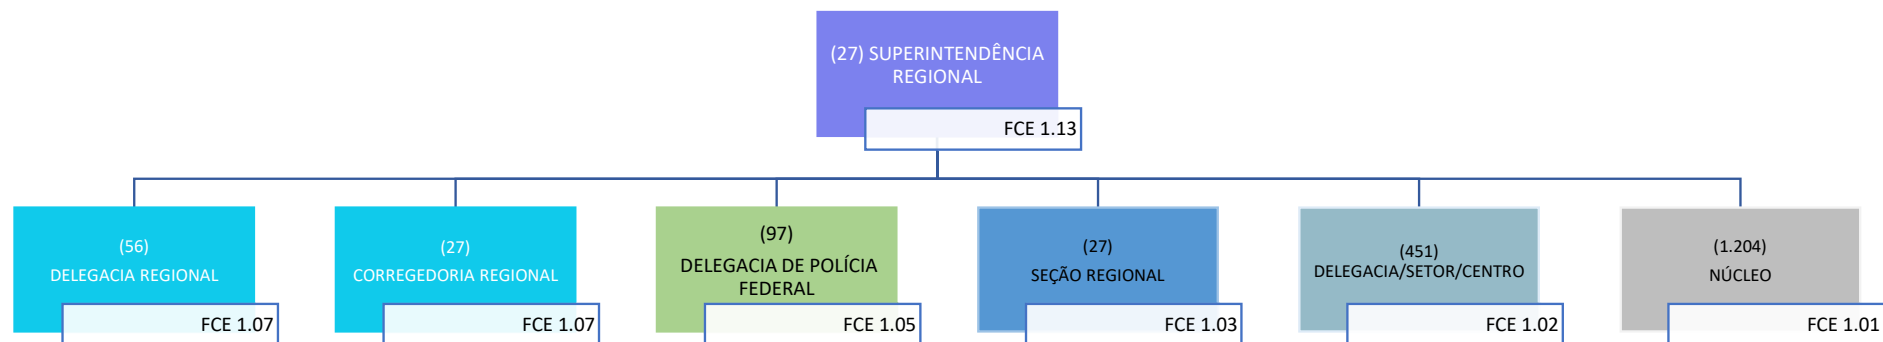 (27) SUPERINTENDÊNCIA
REGIONAL
FCE 1.13
(56)
DELEGACIA REGIONAL
FCE 1.07
(27)
CORREGEDORIA REGIONAL
FCE 1.07
(97)
DELEGACIA DE POLÍCIA
FEDERAL
FCE 1.05
(27)
SEÇÃO REGIONAL
FCE 1.03
(451)
DELEGACIA/SETOR/CENTRO
FCE 1.02
(1.204)
NÚCLEO
FCE 1.01